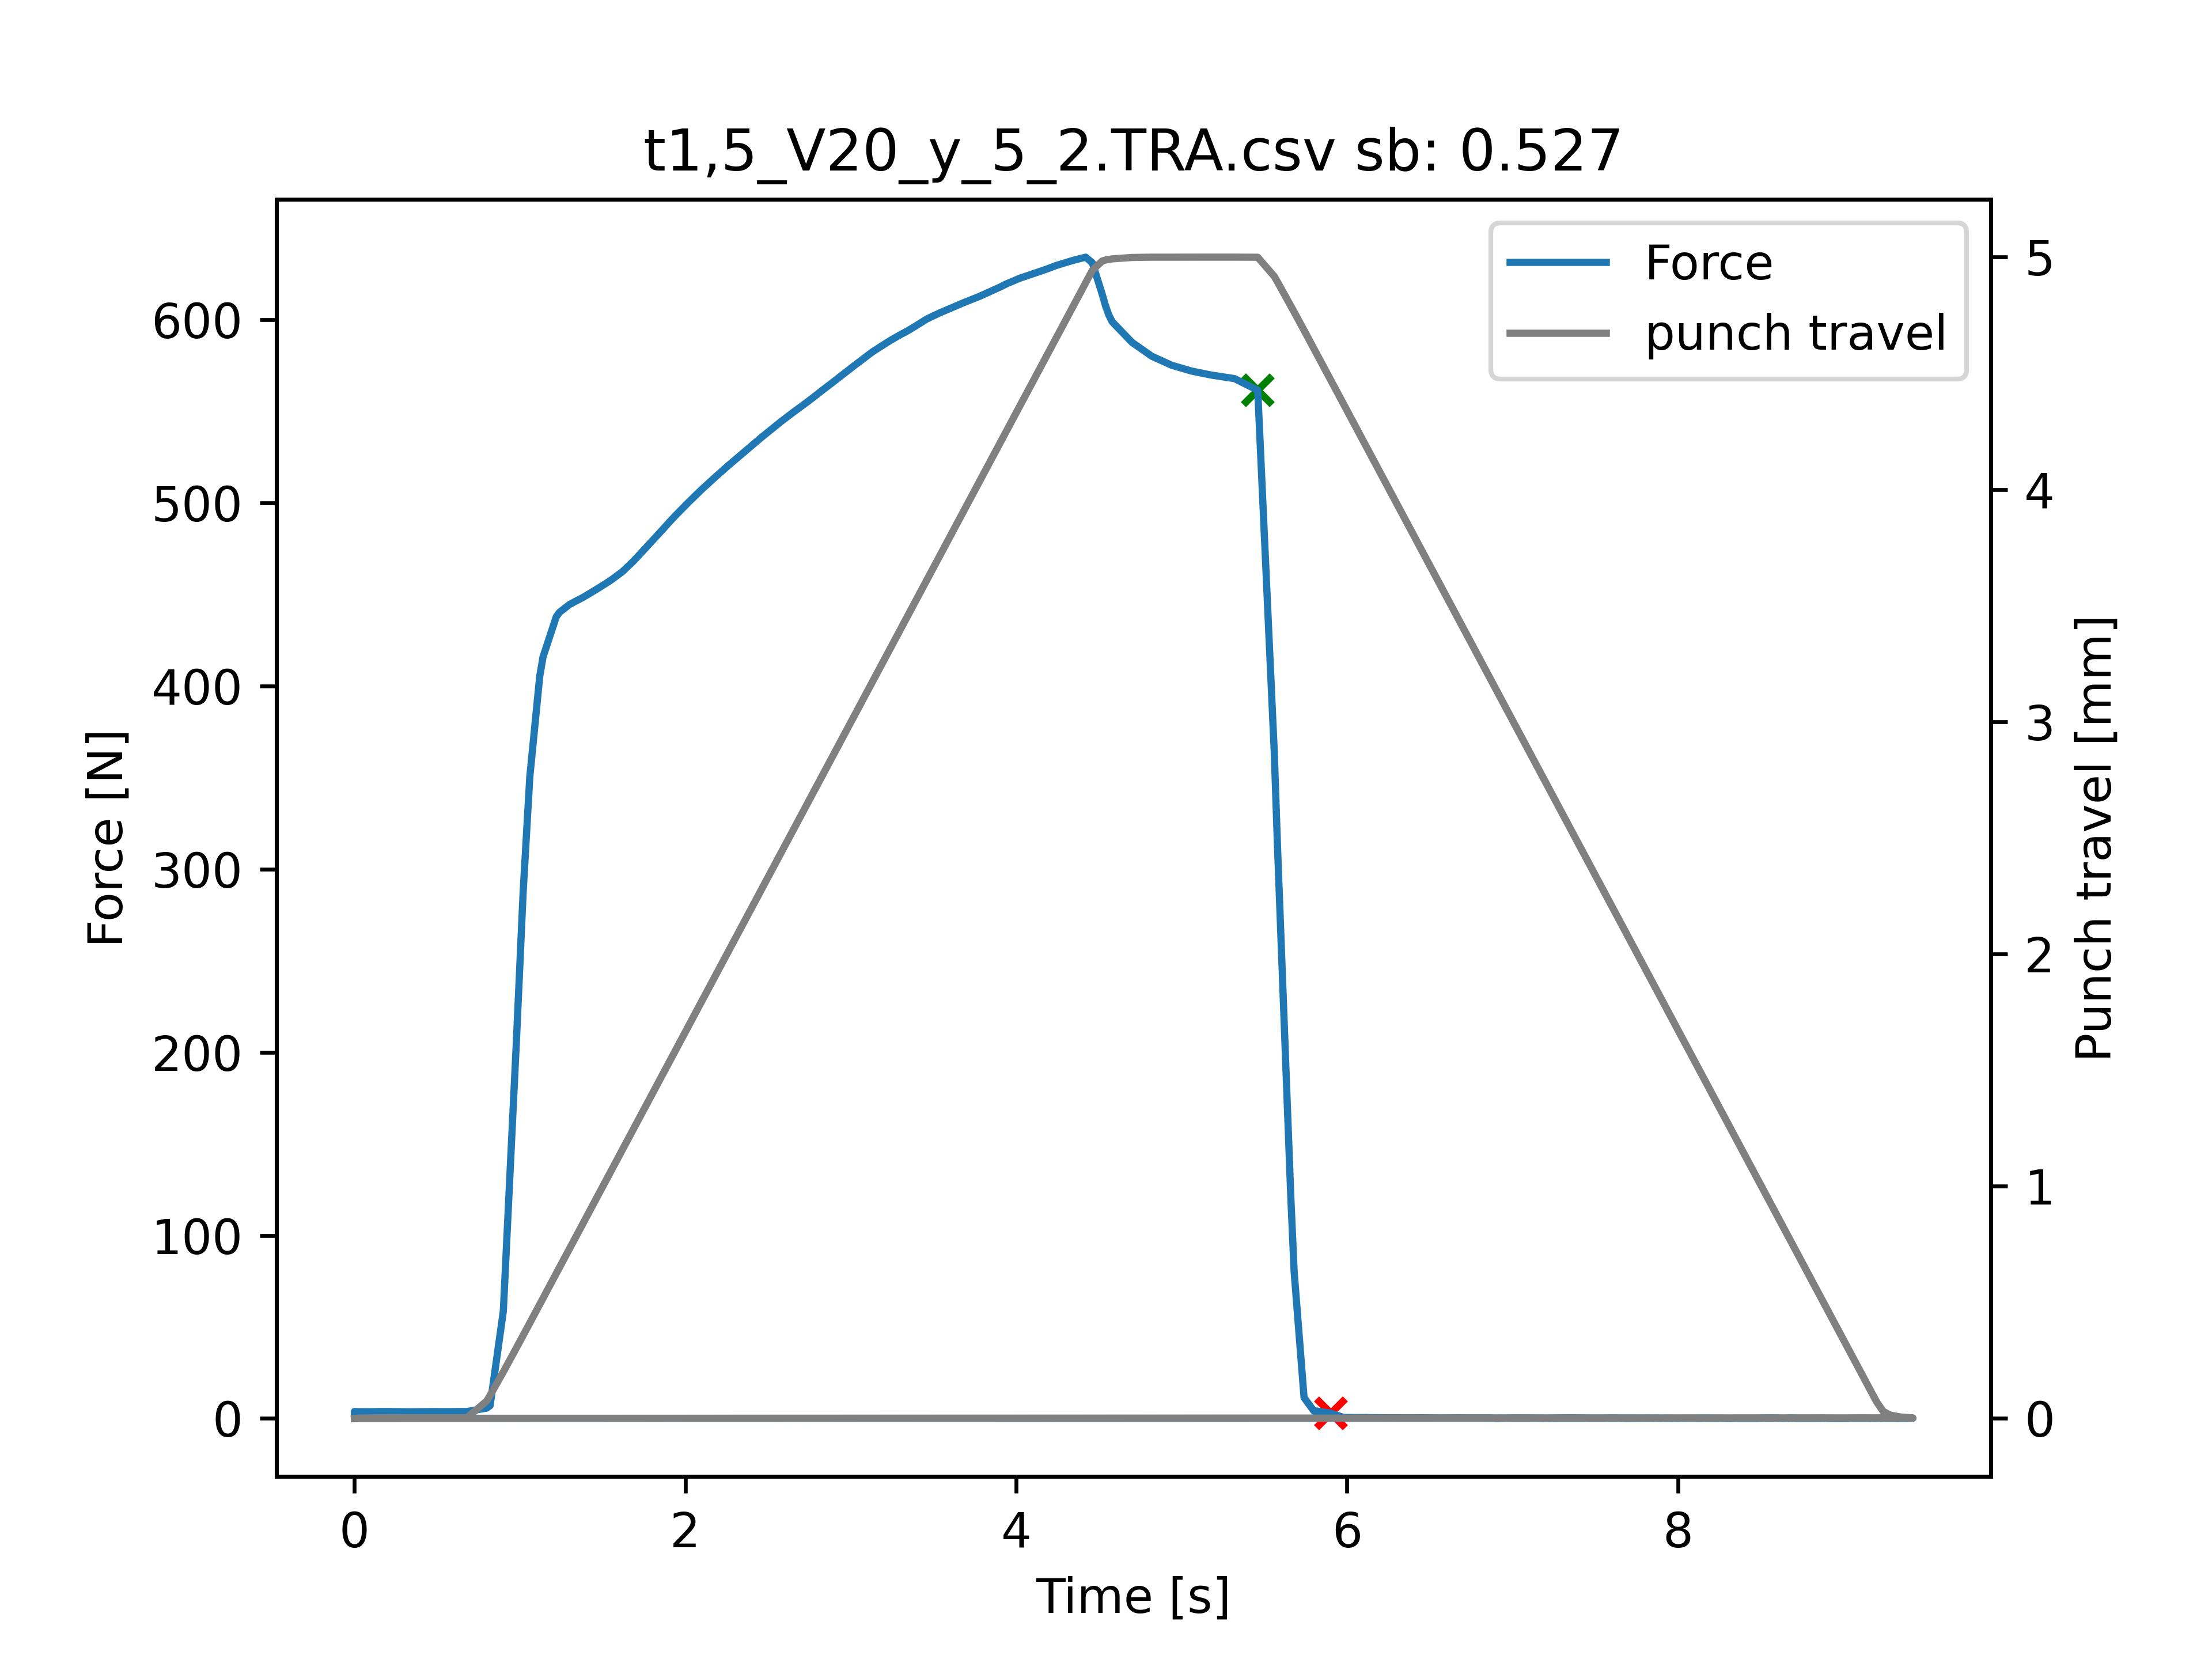 t1,5_V20_y_5_2.TRA.csv sb: 0.527
Force
punch travel
600
500
400
300
200
100
0
Force [N]
5
4
3
2
1
0
Punch travel [mm]
0 2 4 6 8
Time [s]